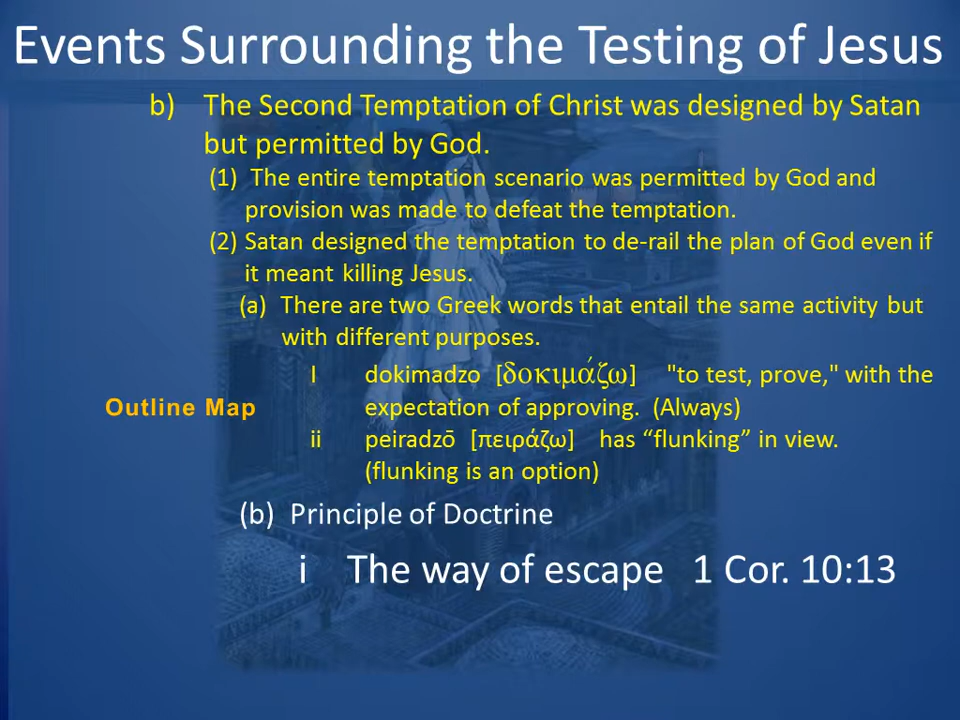 Events Surrounding the Testing of Jesus
b) The Second Temptation of Christ was designed by Satan
but permitted by God.
(1) The entire temptation scenario was permitted by God and
provision was made to defeat the temptation.
(2) Satan designed the temptation to de-rail the plan of God even if
it meant killing Jesus.
(a) There are two Greek words that entail the same activity but
with different purposes.
I dokimadzo [δοκιμάζω] "to test, prove," with the
Outline Map expectation of approving. (Always)
ii peiradzō [πειράζω] has “flunking” in view.
(flunking is an option)
(b) Principle of Doctrine
i The way of escape 1 Cor. 10:13